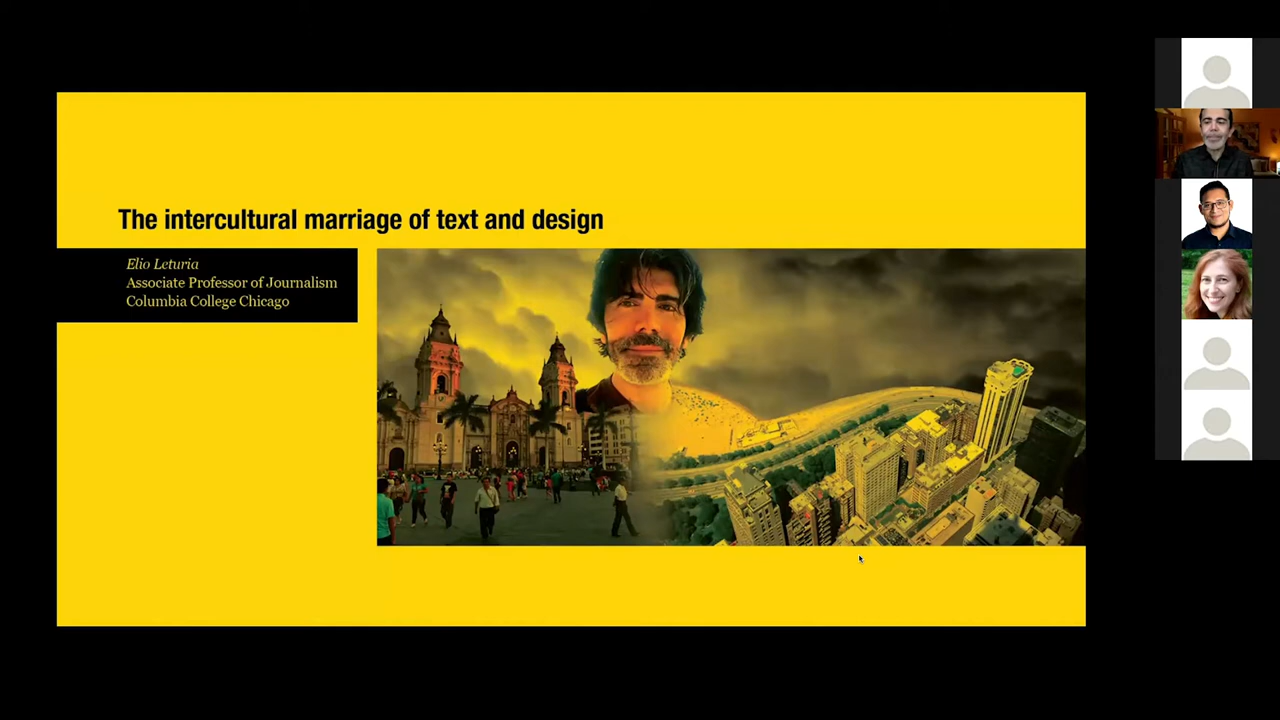 The intercultural marriage of text and design
Elio Leturia
Associate Professor of Journalism
Columbia College Chicago